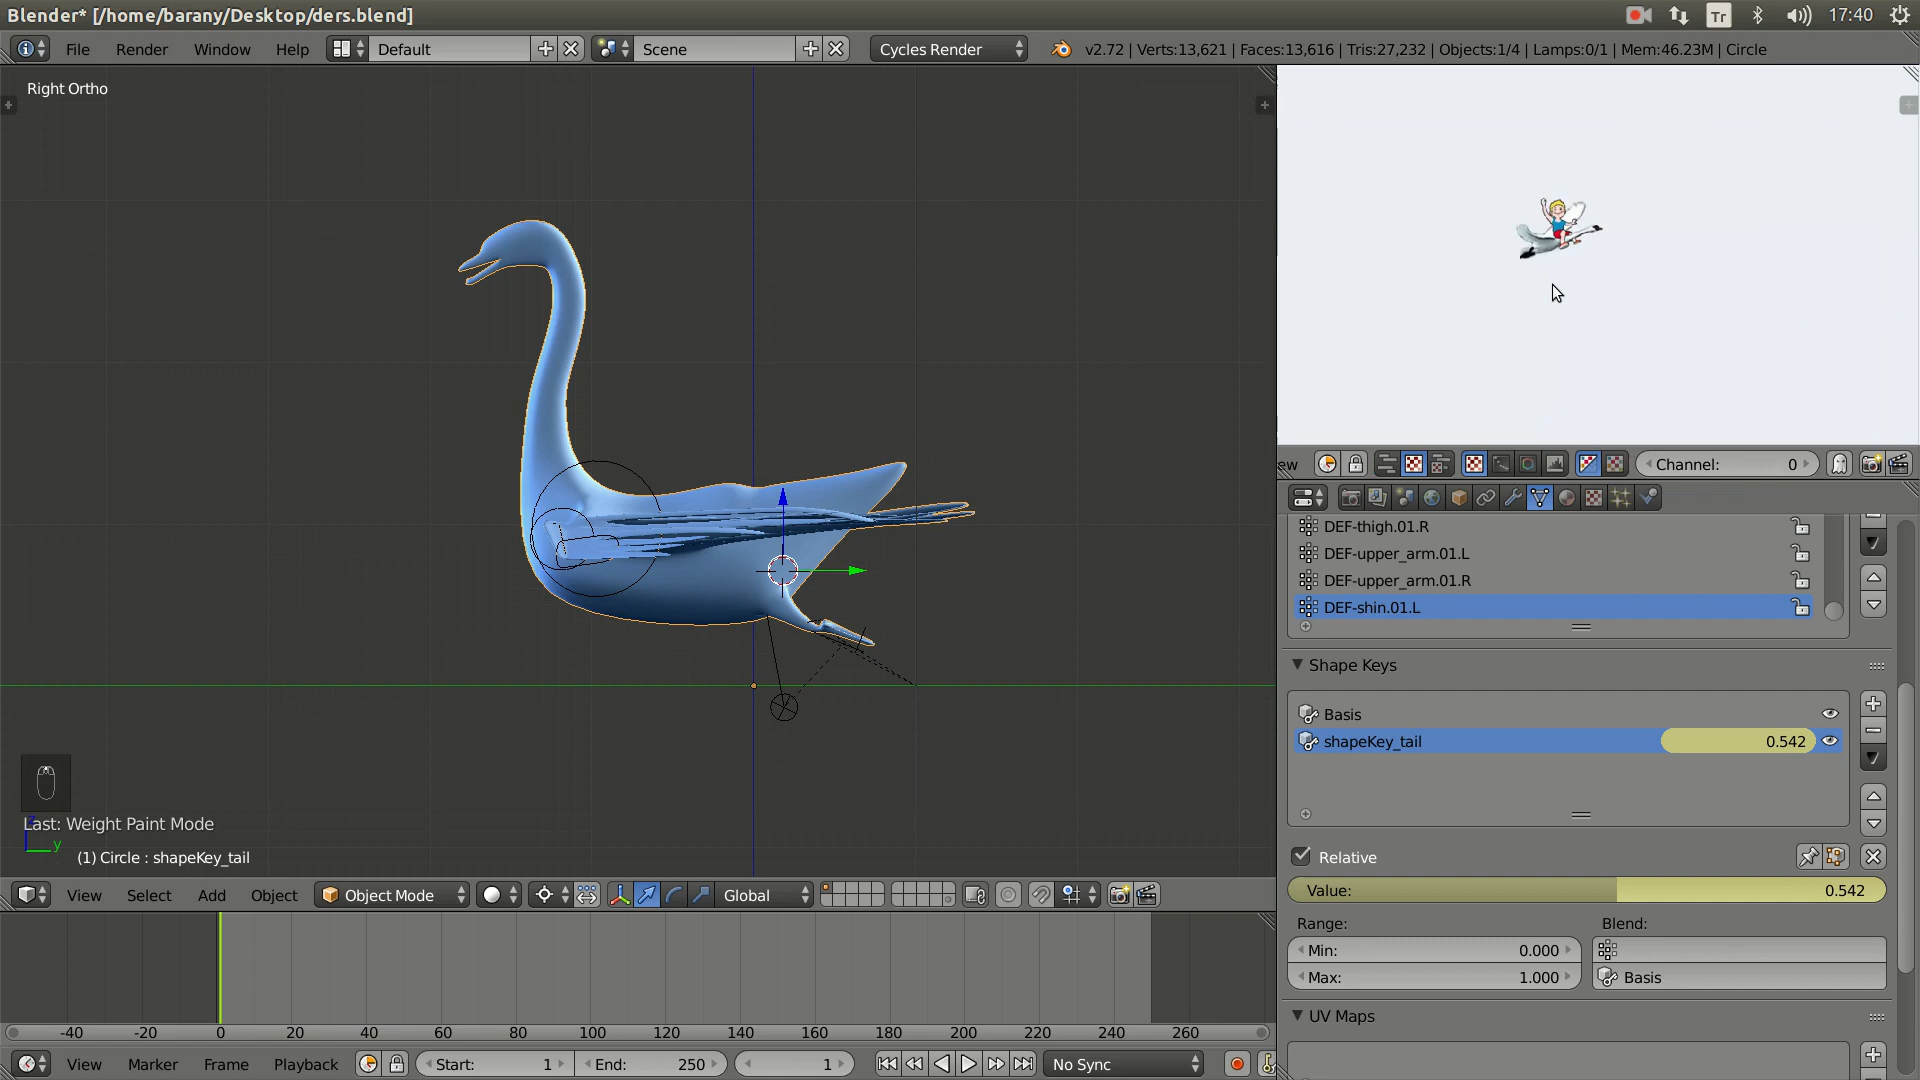 Blender* [/home/barany/Desktop/ders.blend]
Tr
17:40
File Render Window Help Default Scene Cycles Render v2.72 | Verts:13,621 | Faces:13,616 | Tris:27,232 | Objects:1/4 | Lamps:0/1 | Mem:46.23M | Circle
Right Ortho
ew Channel: 0
DEF-thigh.01.R
DEF-upper_arm.01.L
DEF-upper_arm.01.R
DEF-shin.01.L
Shape Keys
Basis
shapeKey_tail 0.542
Relative
Value: 0.542
Range: Blend:
Min: 0.000
Max: 1.000 Basis
UV Maps
Last: Weight Paint Mode
y
(1) Circle : shapeKey_tail
View Select Add Object Object Mode Global
-40 -20 0 20 40 60 80 100 120 140 160 180 200 220 240 260
View Marker Frame Playback Start: 1 End: 250 1 No Sync